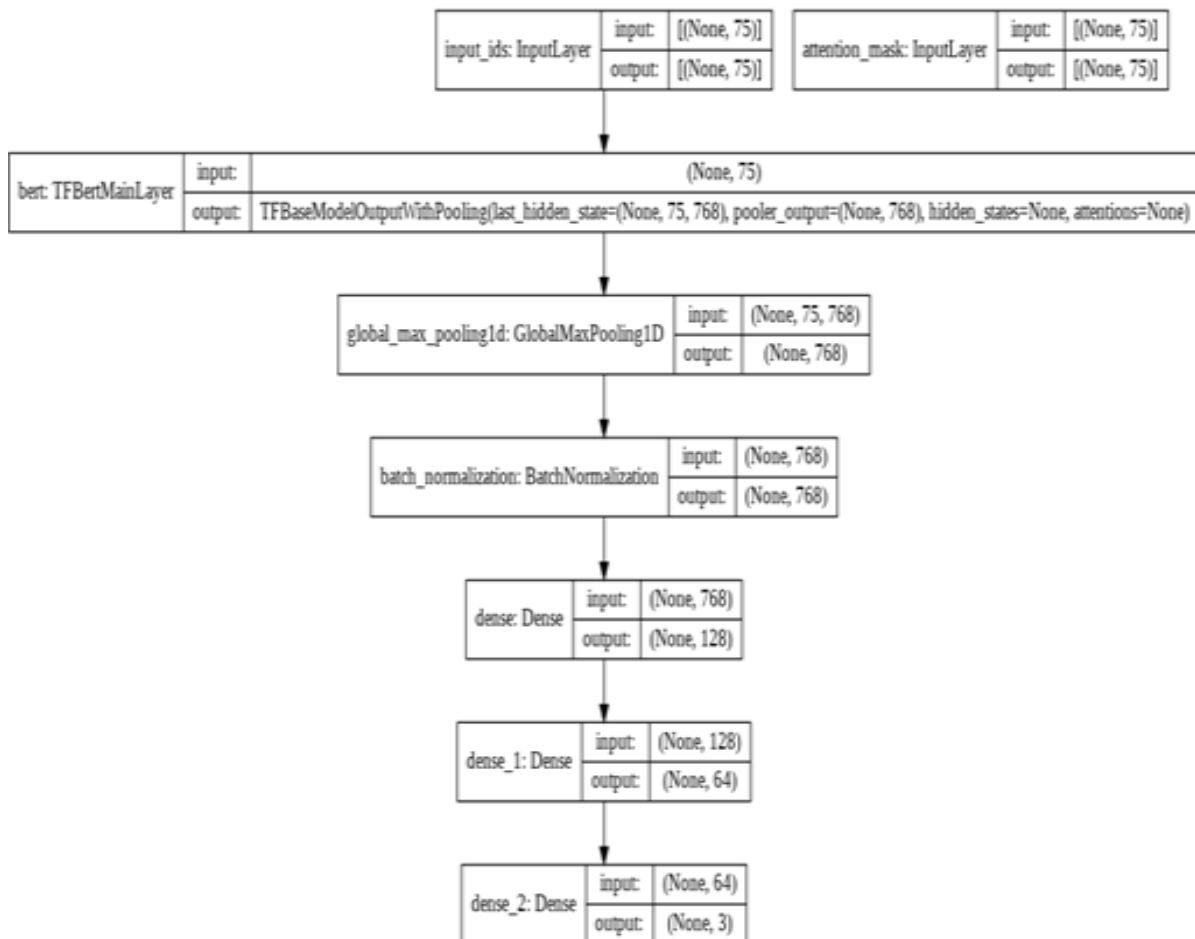 input_ids: InputLayer input: [(None, 75)]
output: [(None, 75)]
attention_mask: InputLayer input: [(None, 75)]
output: [(None, 75)]
bert: TFBertMainLayer input: (None, 75)
output: TFBaseModelOutputWithPooling(last_hidden_state=(None, 75, 768), pooler_output=(None, 768), hidden_states=None, attentions=None)
global_max_pooling1d: GlobalMaxPooling1D input: (None, 75, 768)
output: (None, 768)
batch_normalization: BatchNormalization input: (None, 768)
output: (None, 768)
dense: Dense input: (None, 768)
output: (None, 128)
dense_1: Dense input: (None, 128)
output: (None, 64)
dense_2: Dense input: (None, 64)
output: (None, 3)